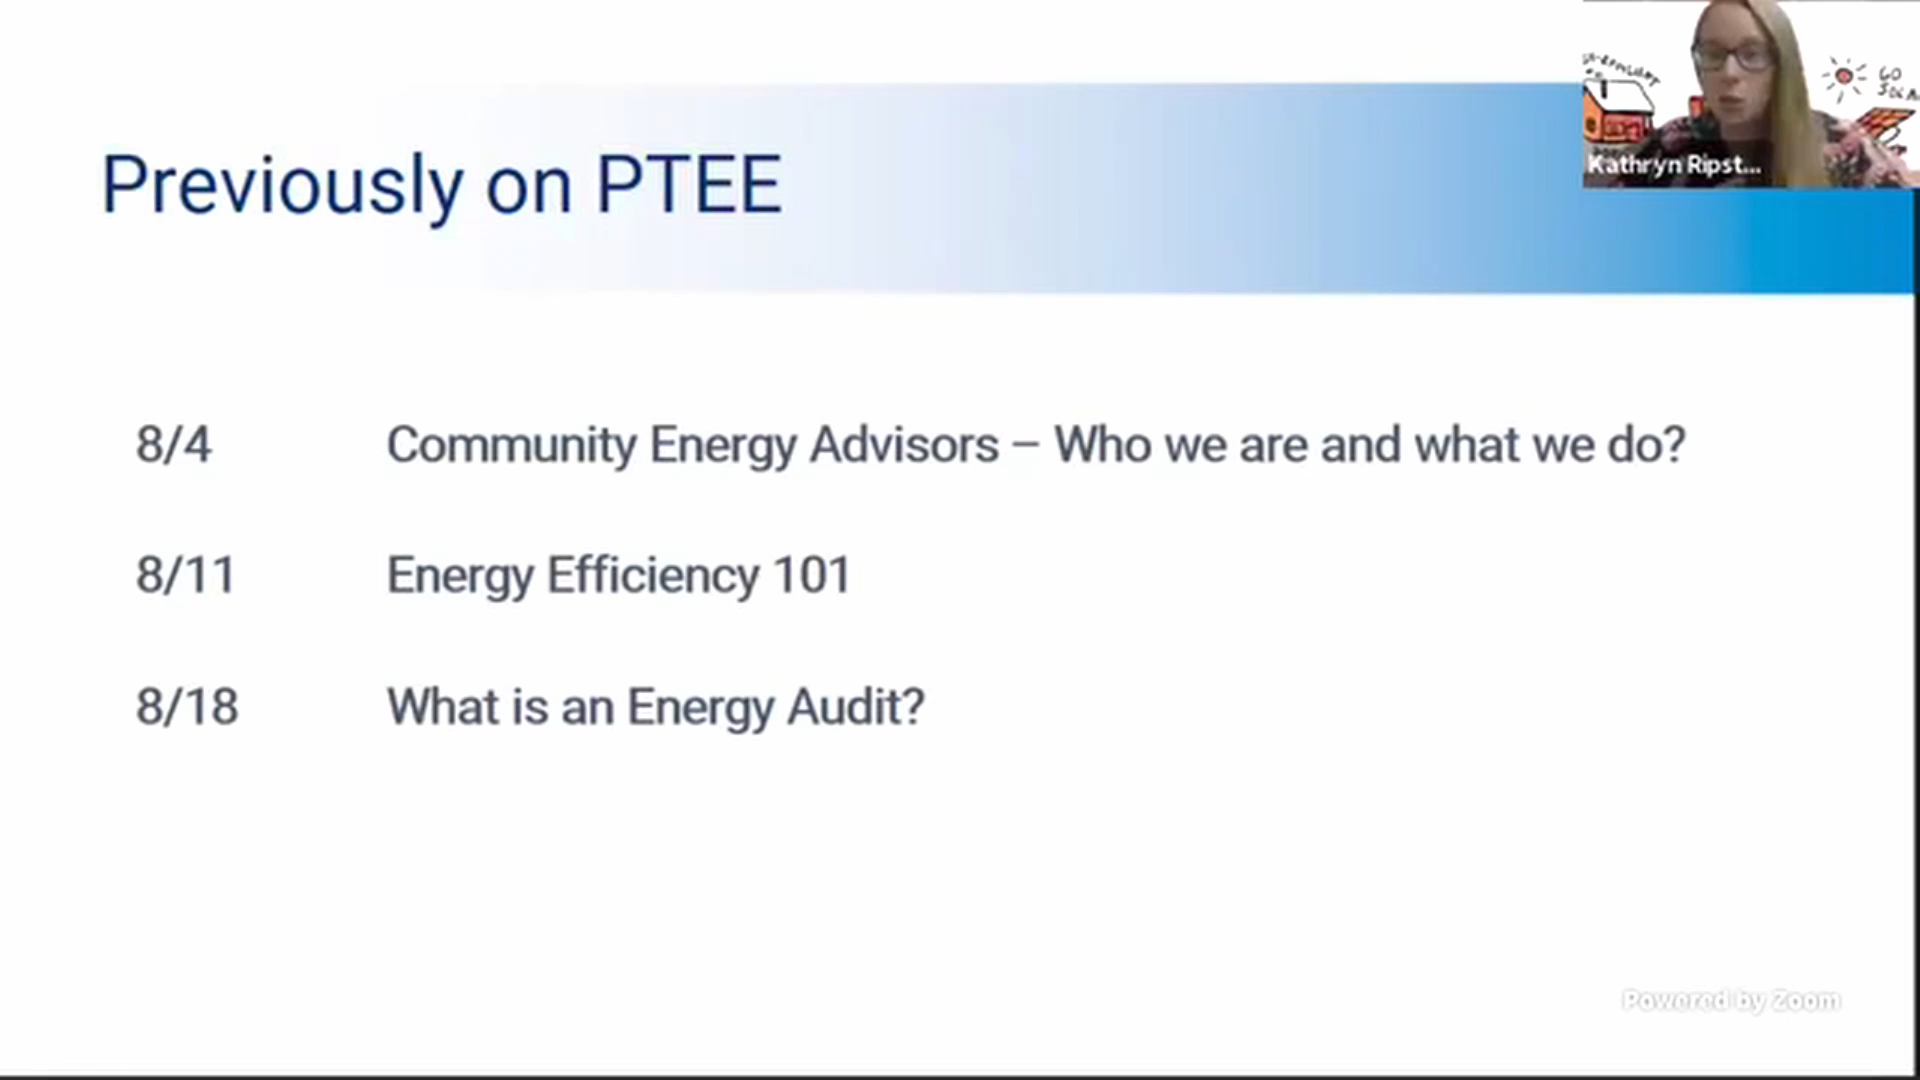 Previously on PTEE
GO
Kathryn Ripst...
8/4 Community Energy Advisors – Who we are and what we do?
8/11 Energy Efficiency 101
8/18 What is an Energy Audit?
Powered by Zoom